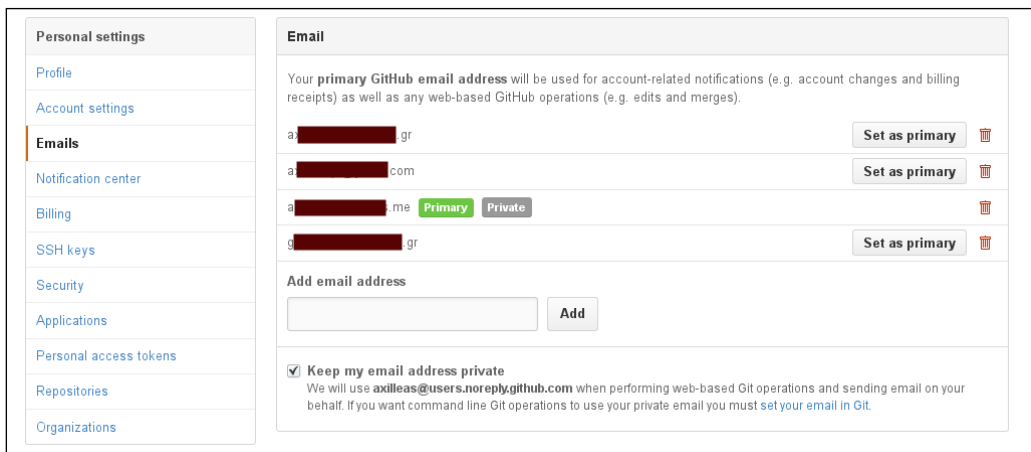 Personal settings
Profile
Account settings
Emails
Notification center
Billing
SSH keys
Security
Applications
Personal access tokens
Repositories
Organizations
Email
Your primary GitHub email address will be used for account-related notifications (e.g. account changes and billing
receipts) as well as any web-based GitHub operations (e.g. edits and merges).
a .gr Set as primary
a com Set as primary
a .me Primary Private
g .gr Set as primary
Add email address
Add
Keep my email address private
We will use axilleas@users.noreply.github.com when performing web-based Git operations and sending email on your
behalf. If you want command line Git operations to use your private email you must set your email in Git.